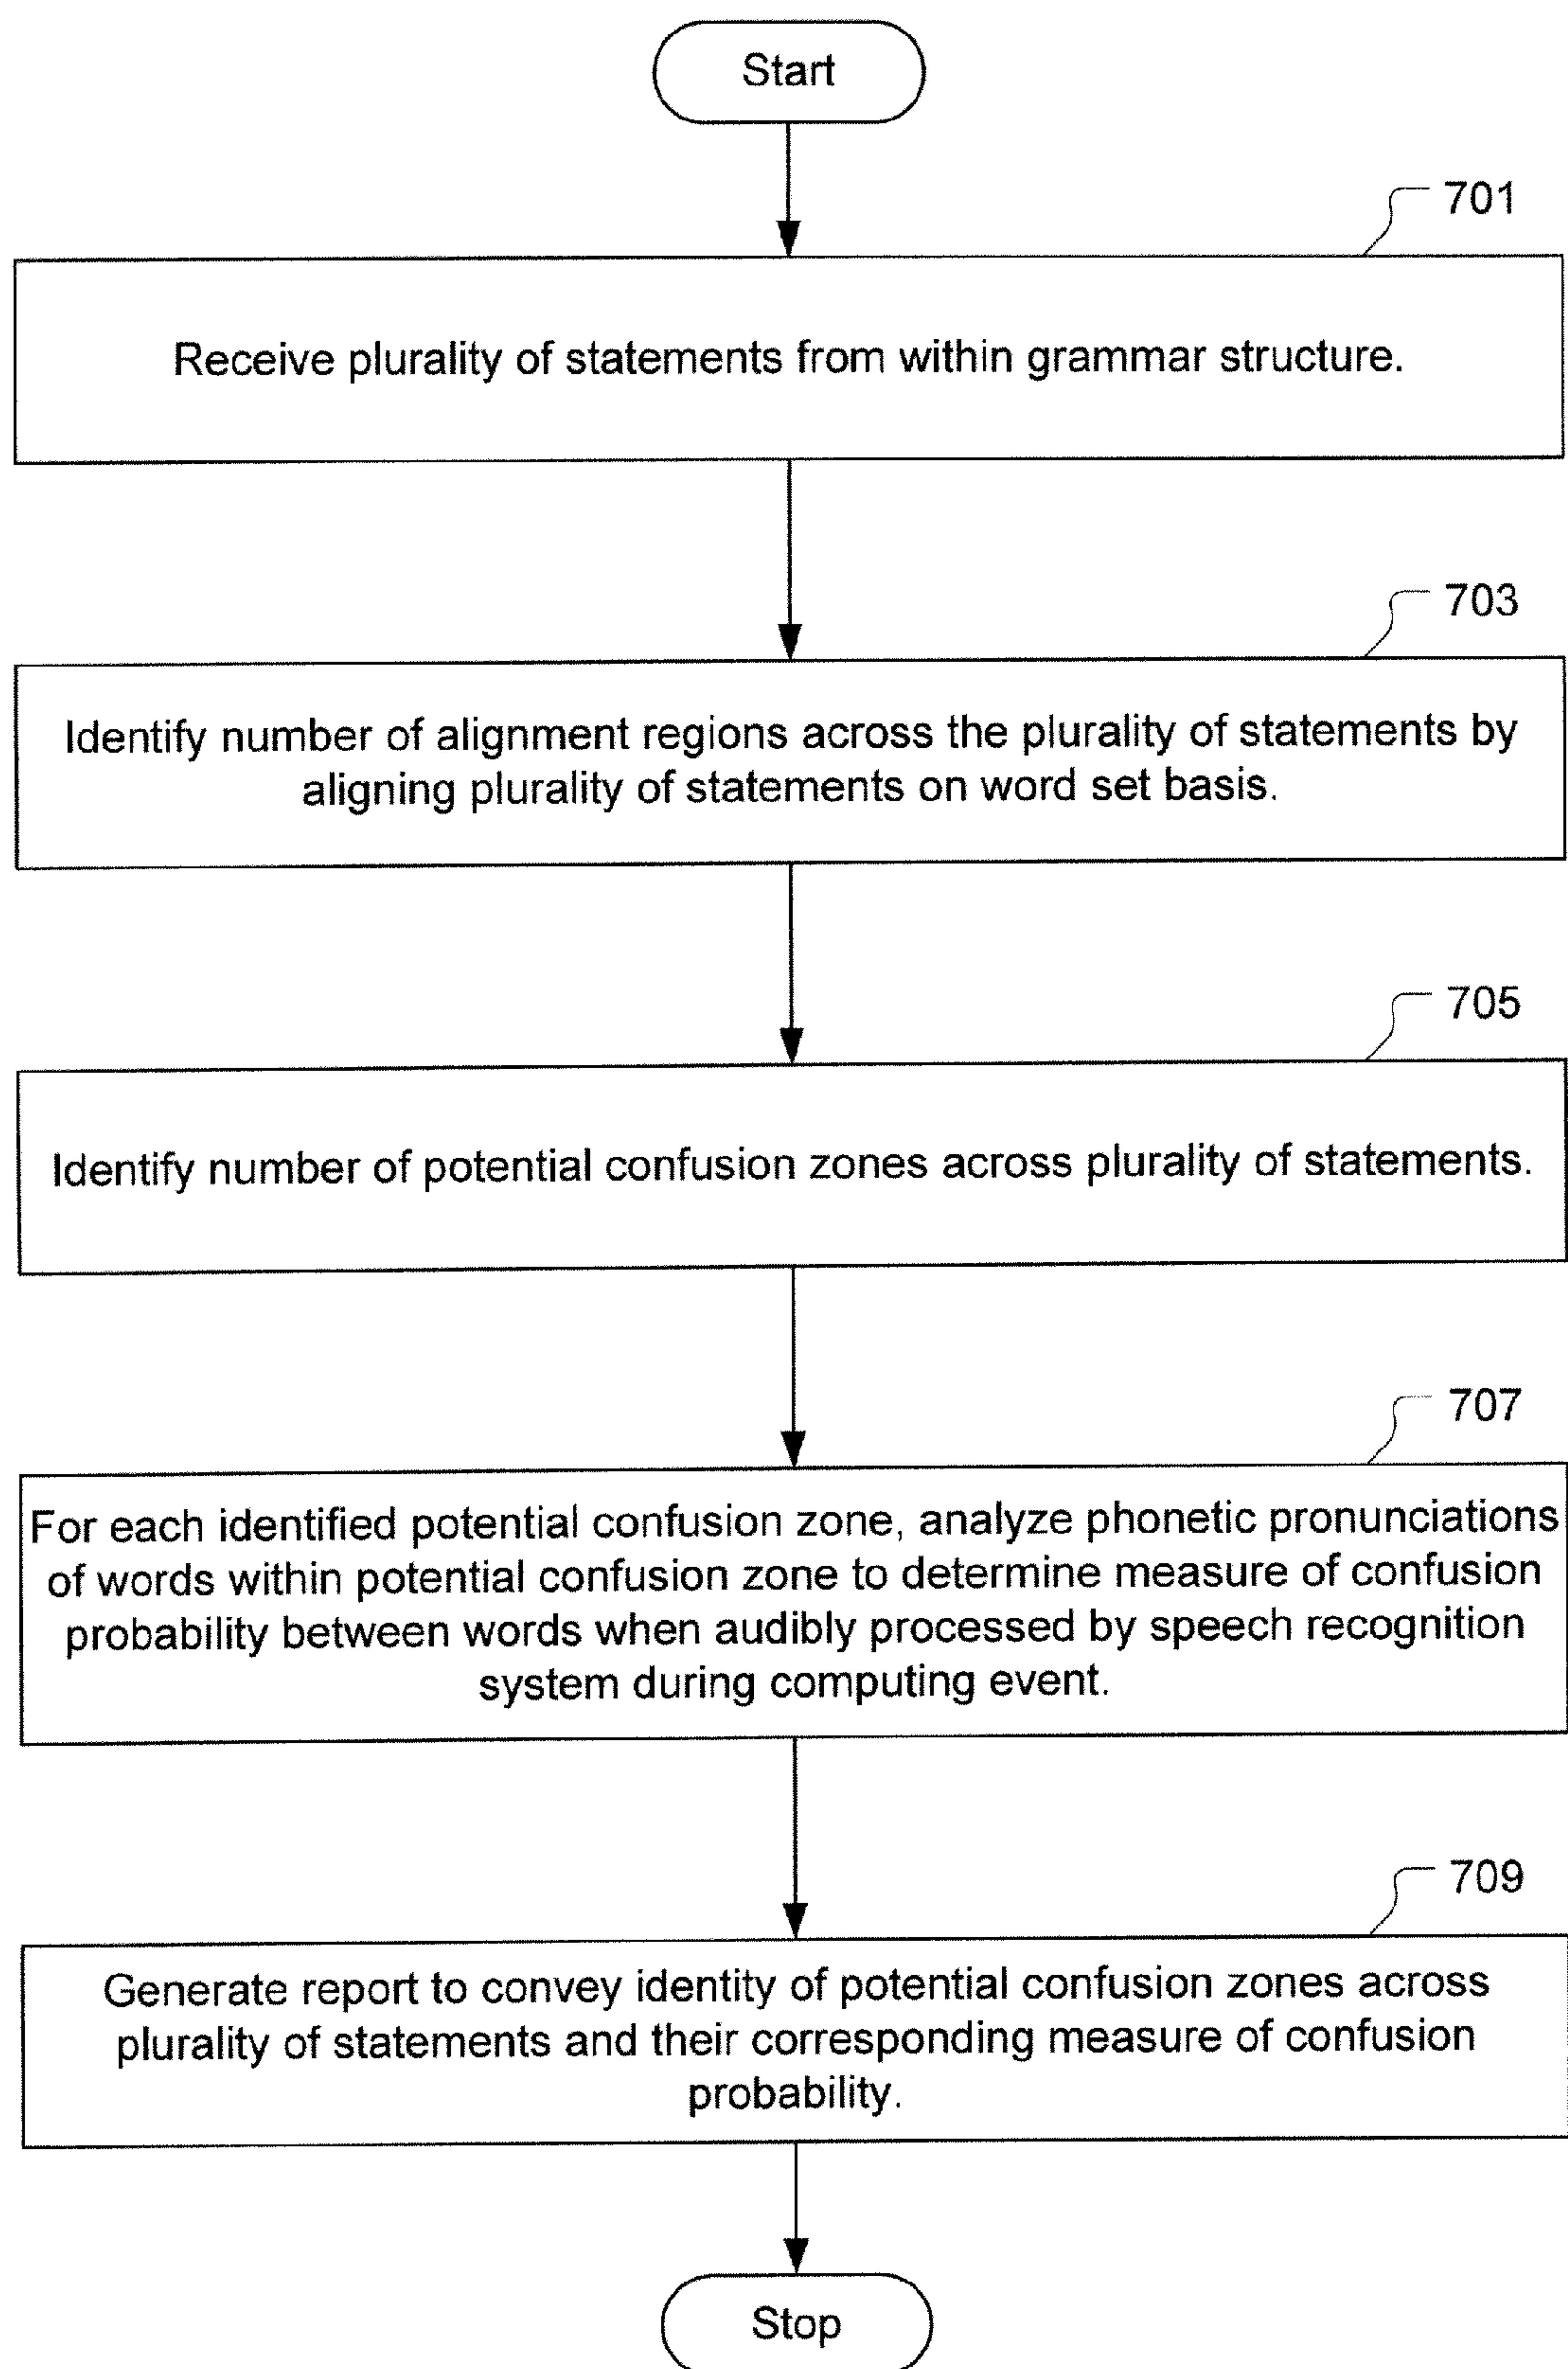 Start
701
Receive plurality of statements from within grammar structure.
703
Identify number of alignment regions across the plurality of statements by
aligning plurality of statements on word set basis.
705
Identify number of potential confusion zones across plurality of statements.
707
For each identified potential confusion zone, analyze phonetic pronunciations
of words within potential confusion zone to determine measure of confusion
probability between words when audibly processed by speech recognition
system during computing event.
709
Generate report to convey identity of potential confusion zones across
plurality of statements and their corresponding measure of confusion
probability.
Stop